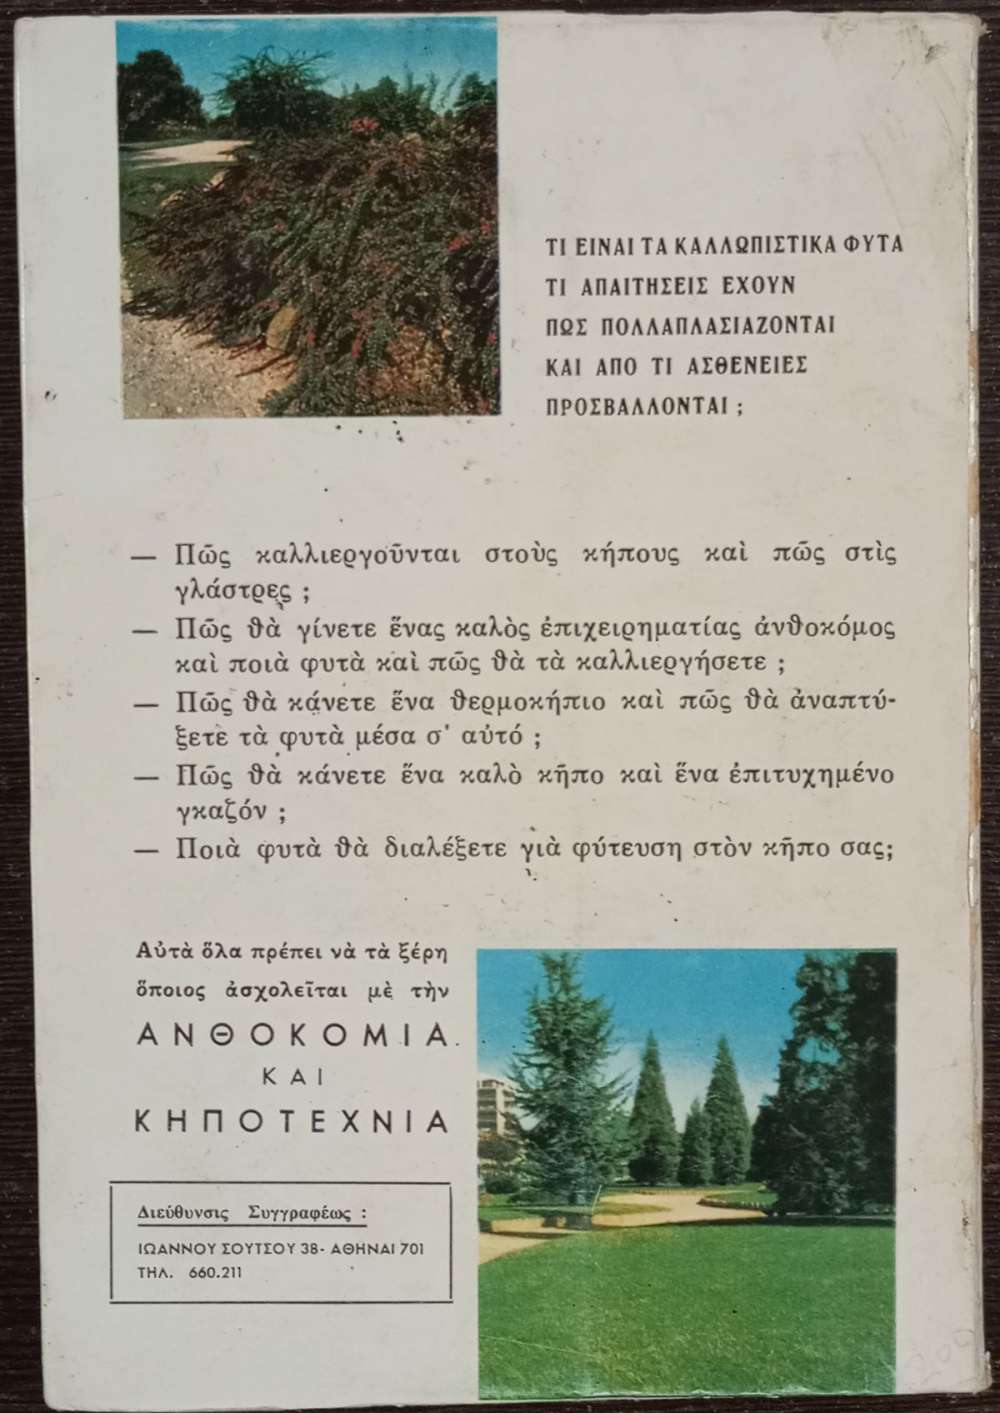 ΤΙ ΕΙΝΑΙ ΤΑ ΚΑΛΛΩΠΙΣΤΙΚΑ ΦΥΤΑ
ΤΙ ΑΠΑΙΤΗΣΕΙΣ ΕΧΟΥΝ
ΠΩΣ ΠΟΛΛΑΠΛΑΣΙΑΖΟΝΤΑΙ
ΚΑΙ ΑΠΟ ΤΙ ΑΣΘΕΝΕΙΕΣ
ΠΡΟΣΒΑΛΛΟΝΤΑΙ ;
— Πῶς καλλιεργοῦνται στοὺς κήπους καὶ πῶς στὶς
γλάστρες ;
— Πῶς θὰ γίνετε ἕνας καλὸς ἐπιχειρηματίας ἀνθοκόμος
καὶ ποιὰ φυτὰ καὶ πῶς θὰ τὰ καλλιεργήσετε ;
— Πῶς θὰ κάνετε ἕνα θερμοκήπιο καὶ πῶς θὰ ἀναπτύ-
ξετε τὰ φυτὰ μέσα σ' αὐτό ;
— Πῶς θὰ κάνετε ἕνα καλὸ κῆπο καὶ ἕνα ἐπιτυχημένο
γκαζόν ;
— Ποιὰ φυτὰ θὰ διαλέξετε γιὰ φύτευση στὸν κῆπο σας;
Αὐτὰ ὅλα πρέπει νὰ τὰ ξέρη
ὅποιος ἀσχολεῖται μὲ τὴν
ΑΝΘΟΚΟΜΙΑ
ΚΑΙ
ΚΗΠΟΤΕΧΝΙΑ
Διεύθυνσις Συγγραφέως :
ΙΩΑΝΝΟΥ ΣΟΥΤΣΟΥ 38- ΑΘΗΝΑΙ 701
ΤΗΛ. 660.211